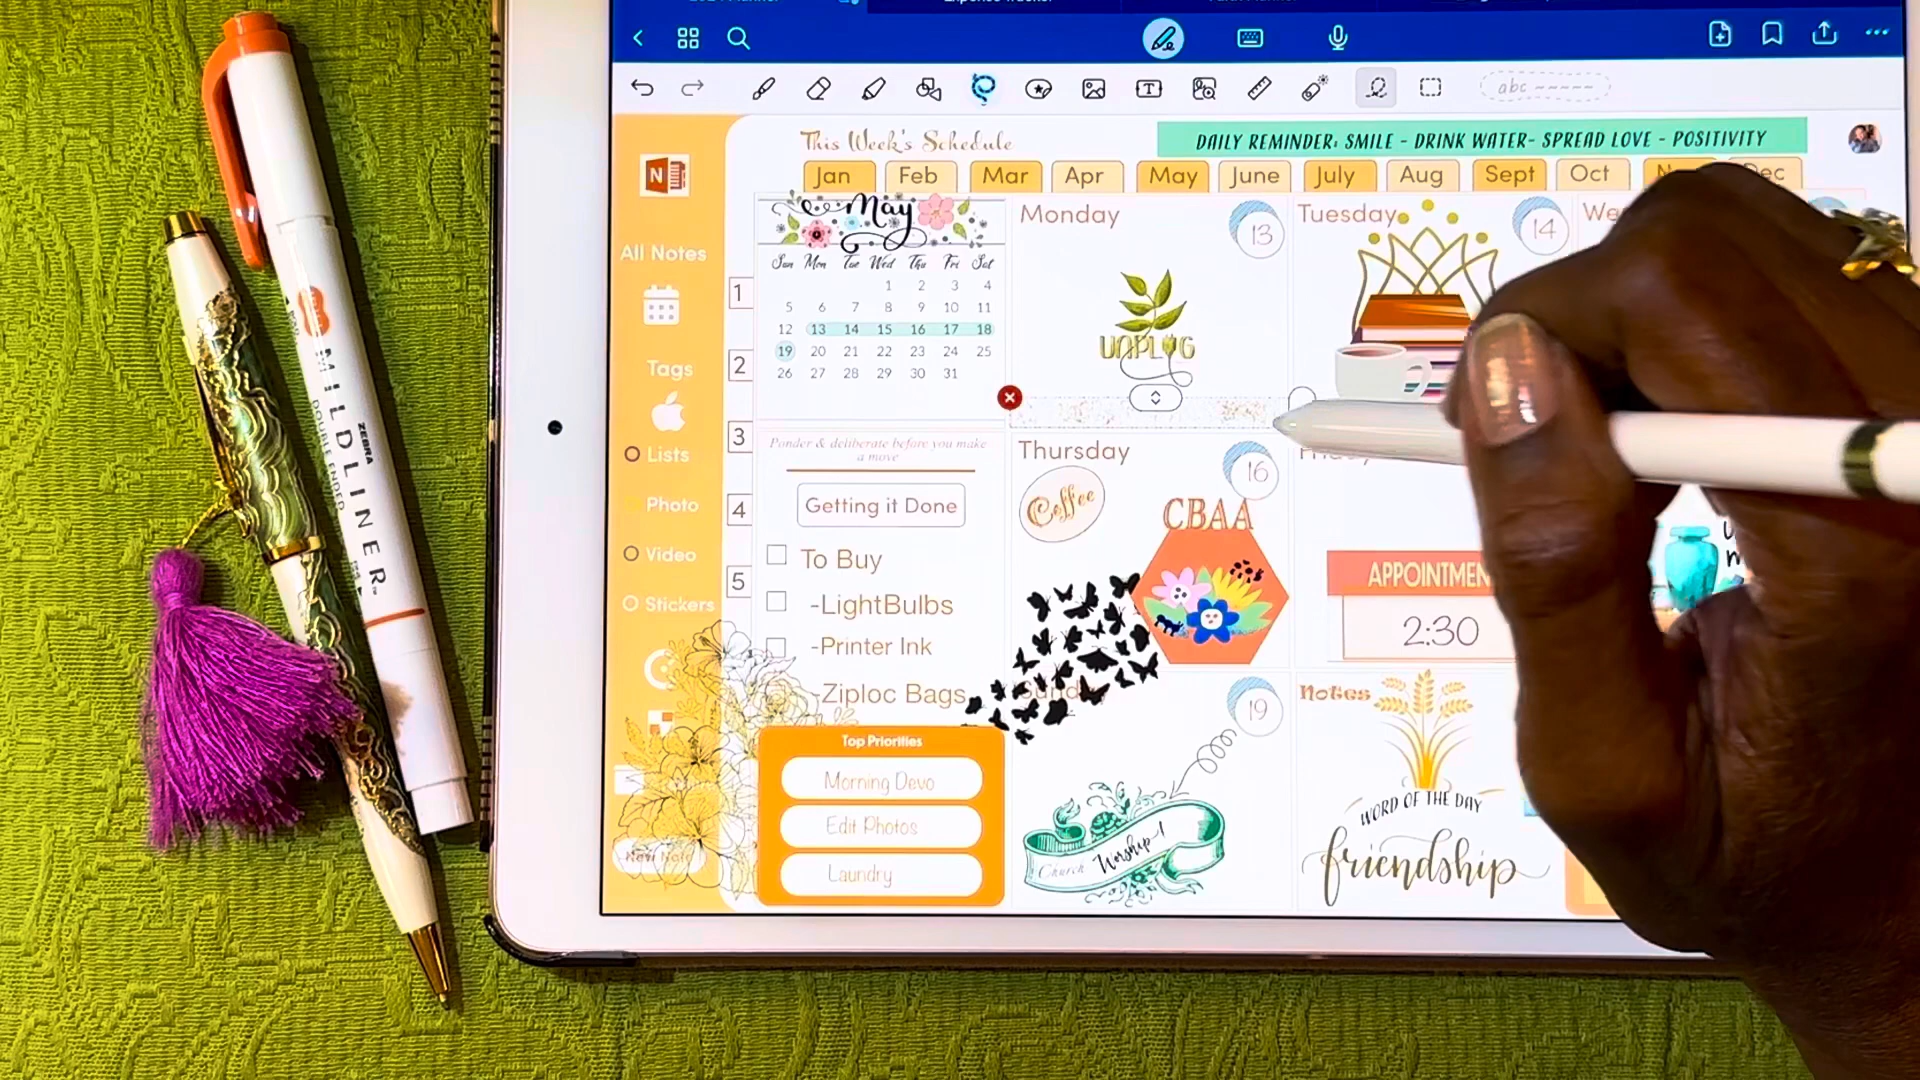 Expense Tracker
abc
This Week's Schedule
DAILY REMINDER: SMILE - DRINK WATER- SPREAD LOVE - POSITIVITY
Jan Feb Mar Apr May June July Aug Sept Oct Dec
N
All Notes
Tags
Lists
Photo
Video
Stickers
1
2
3
4
5
May
Sun Mon Tue Wed Thu Fri Sat
1 2 3 4
5 6 7 8 9 10 11
12 13 14 15 16 17 18
19 20 21 22 23 24 25
26 27 28 29 30 31
Ponder & deliberate before you make
a move
Getting it Done
To Buy
-LightBulbs
-Printer Ink
-Ziploc Bags
Top Priorities
Morning Devo
Edit Photos
Laundry
Monday 13
UNPLUG
Tuesday 14
We
Thursday 16
Coffee
CBAA
Friday
APPOINTMEN
2:30
Sunday 19
Church Worship
Notes
WORD OF THE DAY
friendship
ZEBRA
MILDLINER
DOUBLE ENDED